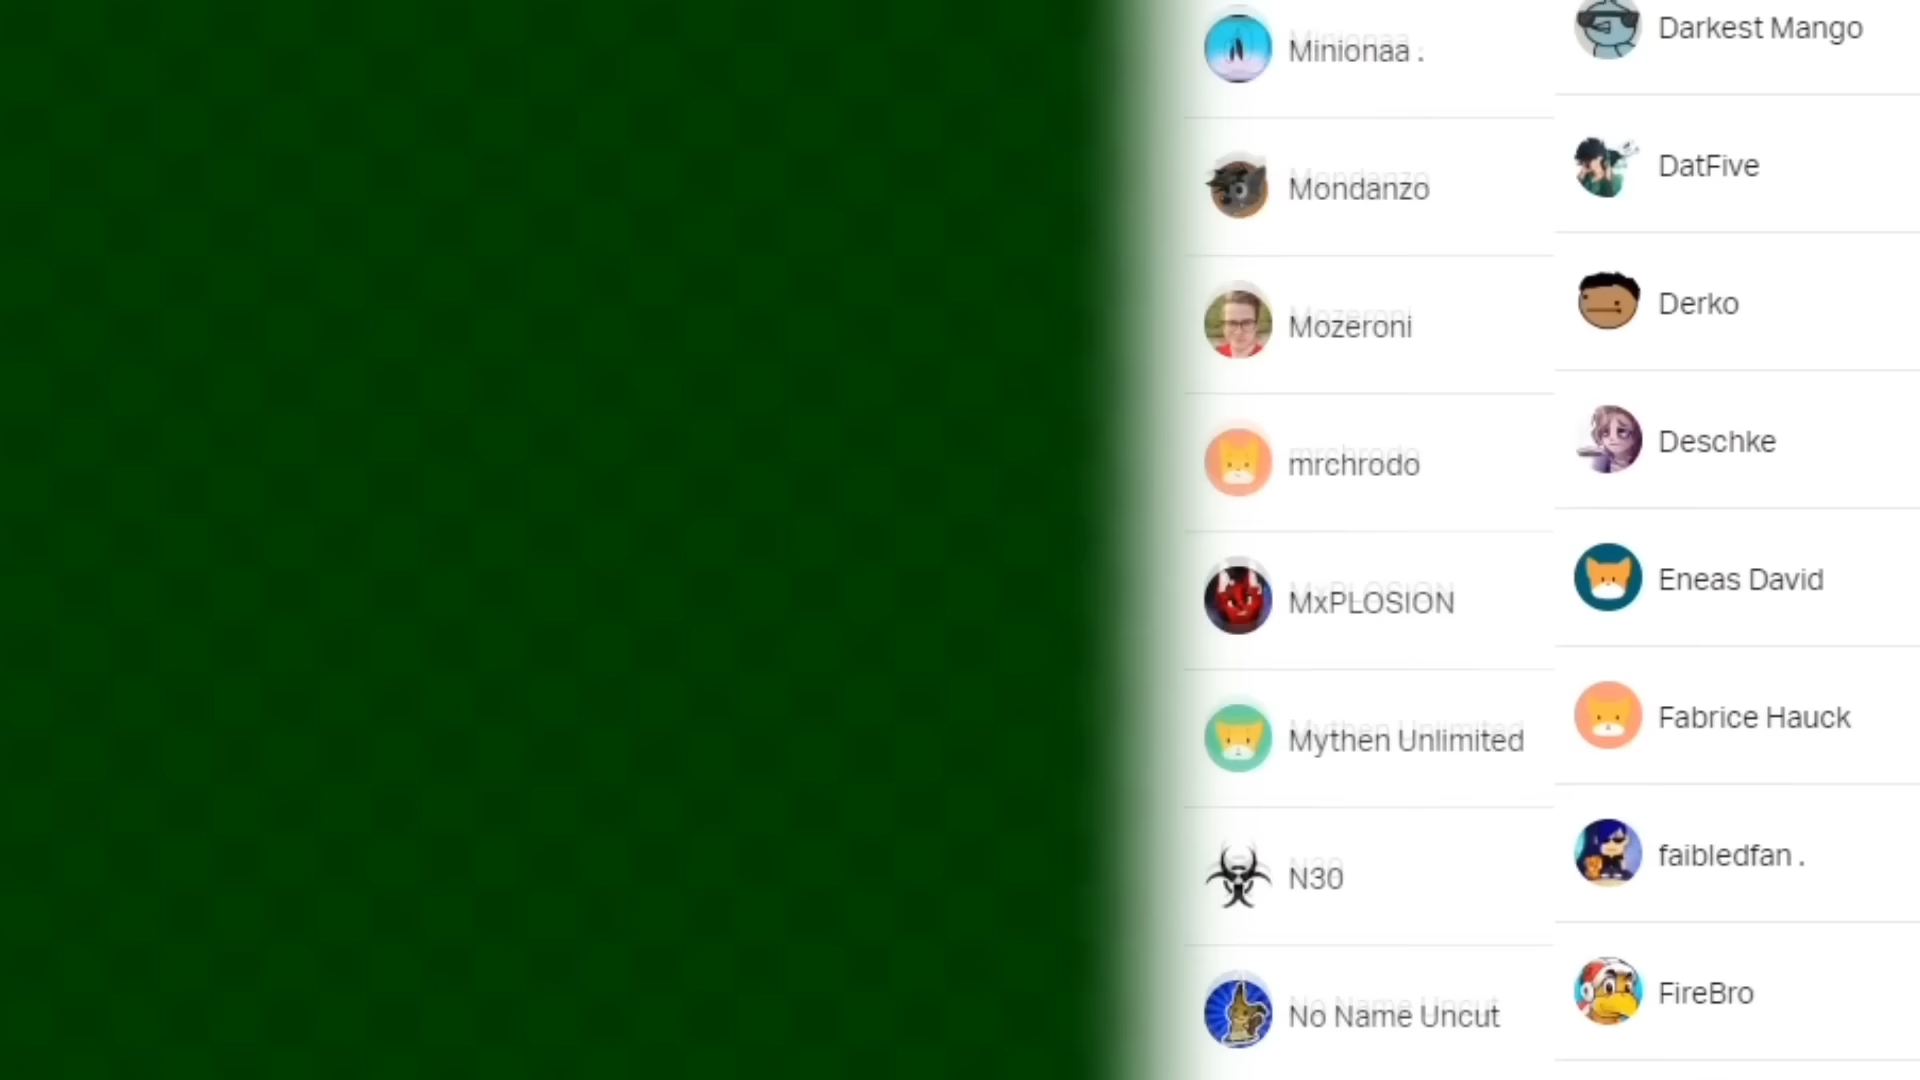 Minionaa .
Mondanzo
Mozeroni
mrchrodo
MxPLOSION
Mythen Unlimited
N30
No Name Uncut
Darkest Mango
DatFive
Derko
Deschke
Eneas David
Fabrice Hauck
faibledfan .
FireBro